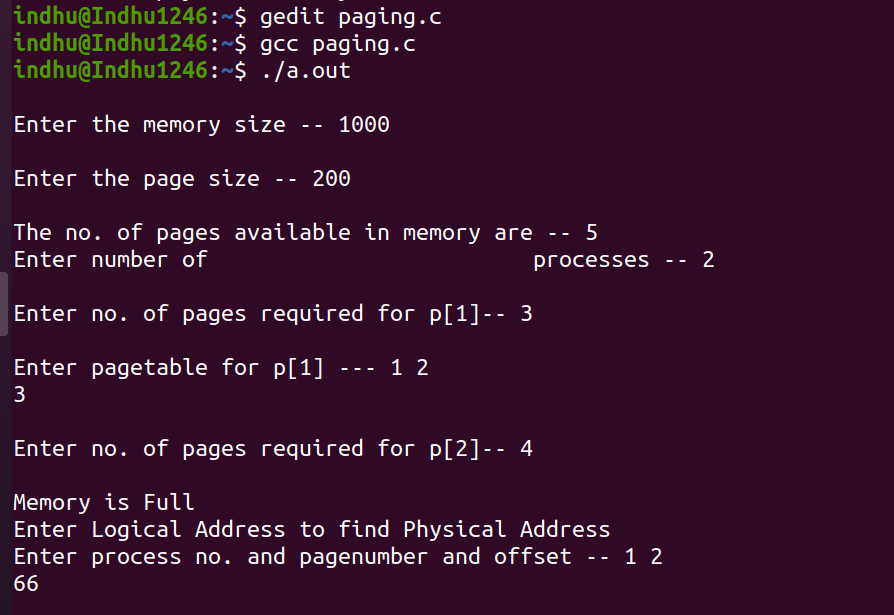 indhu@Indhu1246:~$ gedit paging.c
indhu@Indhu1246:~$ gcc paging.c
indhu@Indhu1246:~$ ./a.out
Enter the memory size -- 1000
Enter the page size -- 200
The no. of pages available in memory are -- 5
Enter number of                         processes -- 2
Enter no. of pages required for p[1]-- 3
Enter pagetable for p[1] --- 1 2
3
Enter no. of pages required for p[2]-- 4
Memory is Full
Enter Logical Address to find Physical Address
Enter process no. and pagenumber and offset -- 1 2
66